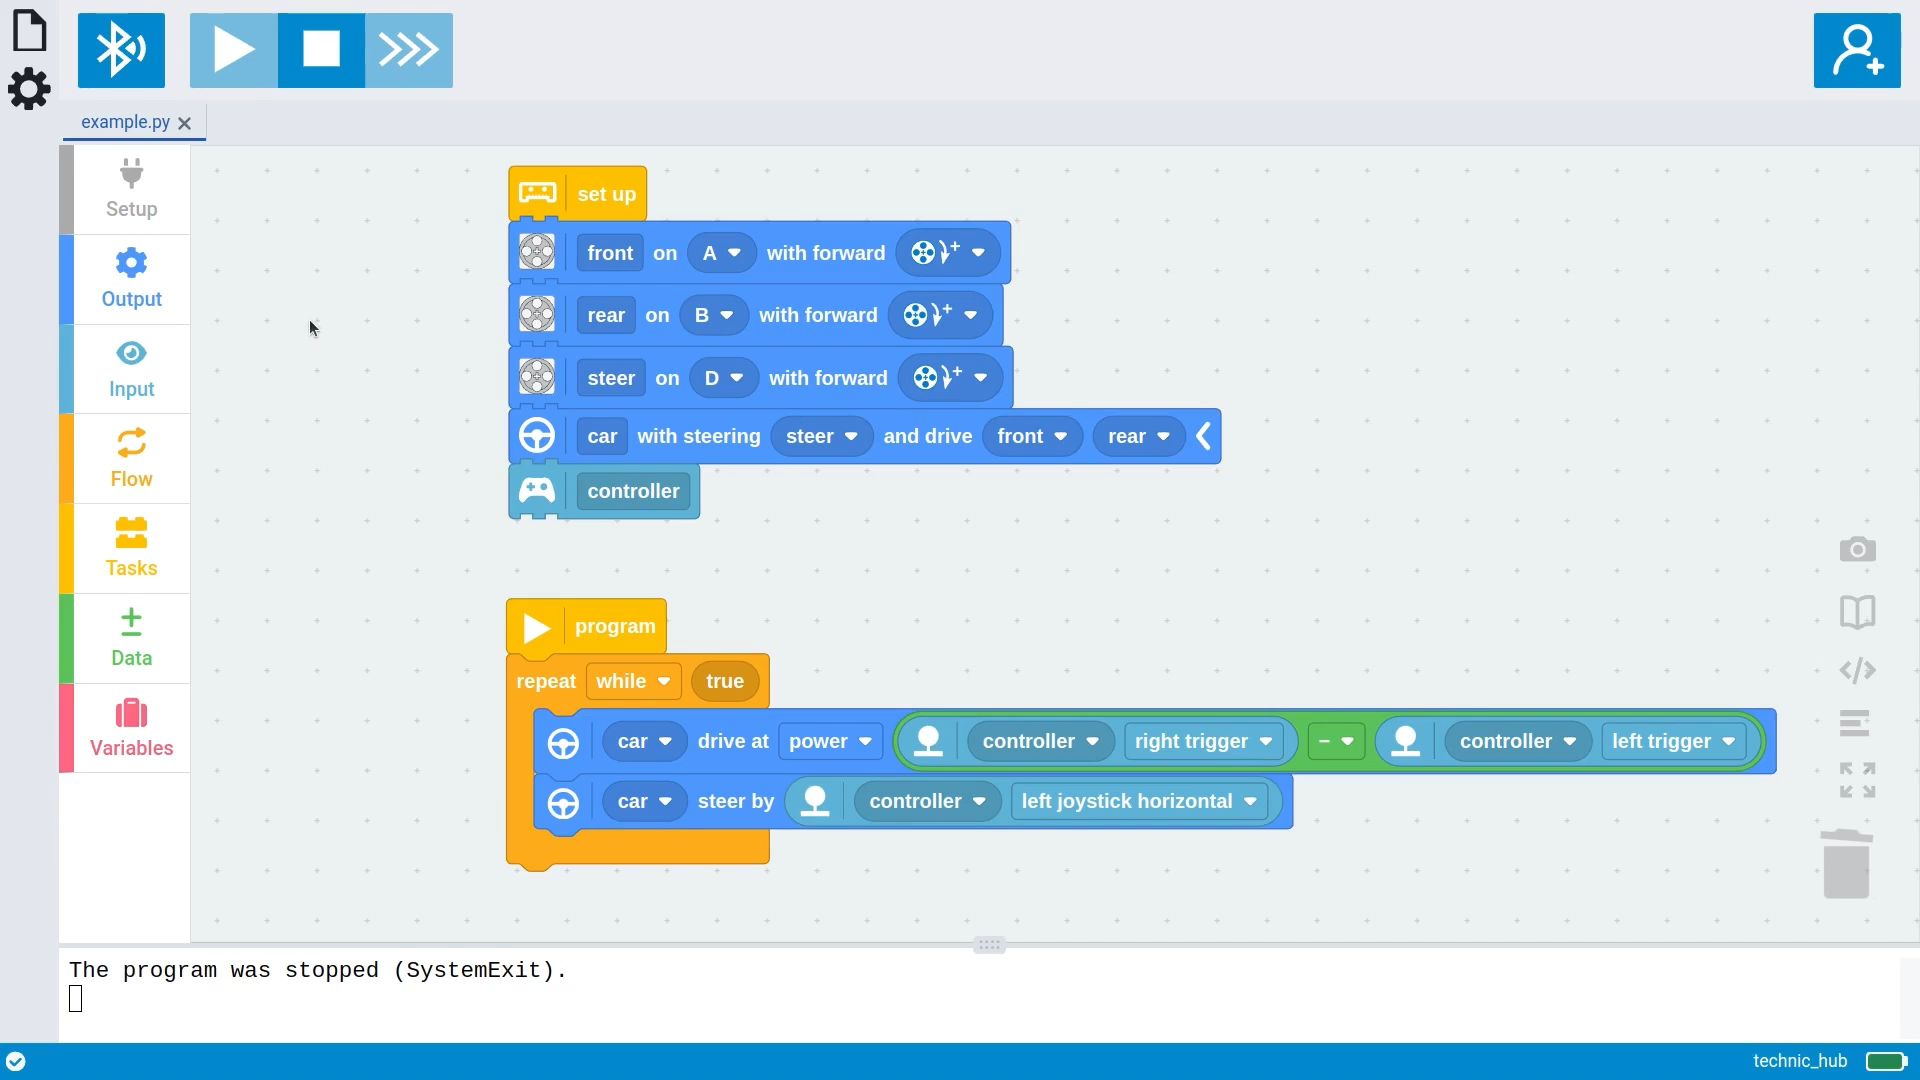 example.py
Setup
Output
Input
Flow
Tasks
Data
Variables
set up
front on A with forward
rear on B with forward
steer on D with forward
car with steering steer and drive front rear
controller
program
repeat while true
car drive at power controller right trigger - controller left trigger
car steer by controller left joystick horizontal
The program was stopped (SystemExit).
technic_hub